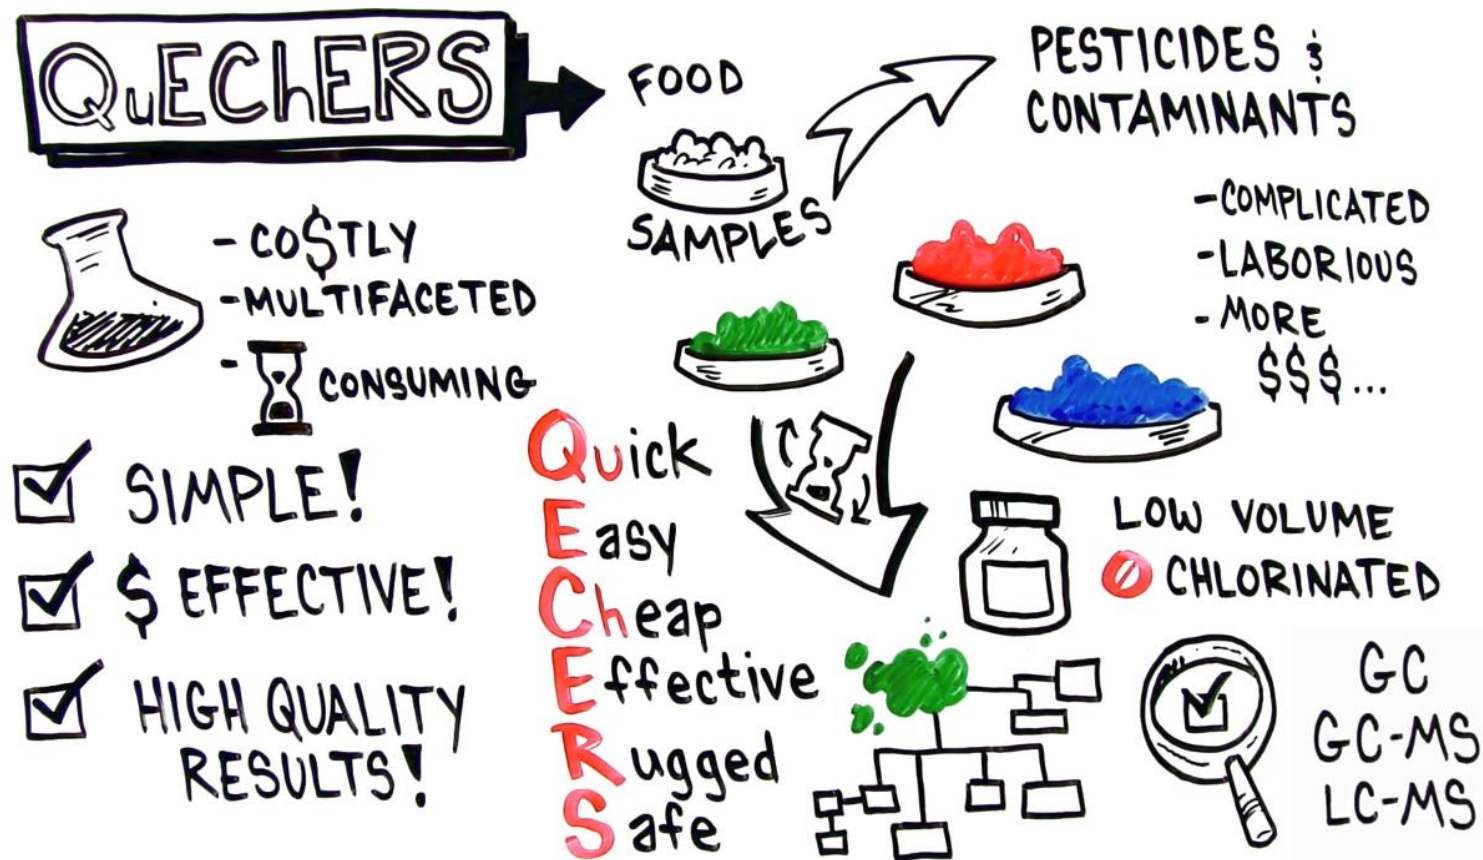 QuEChERS
FOOD
SAMPLES
PESTICIDES &
CONTAMINANTS
- CO$TLY
- MULTIFACETED
- CONSUMING
- COMPLICATED
- LABORIOUS
- MORE
$$$...
SIMPLE!
$ EFFECTIVE!
HIGH QUALITY
RESULTS!
Quick
Easy
Cheap
Effective
Rugged
Safe
LOW VOLUME
CHLORINATED
GC
GC-MS
LC-MS